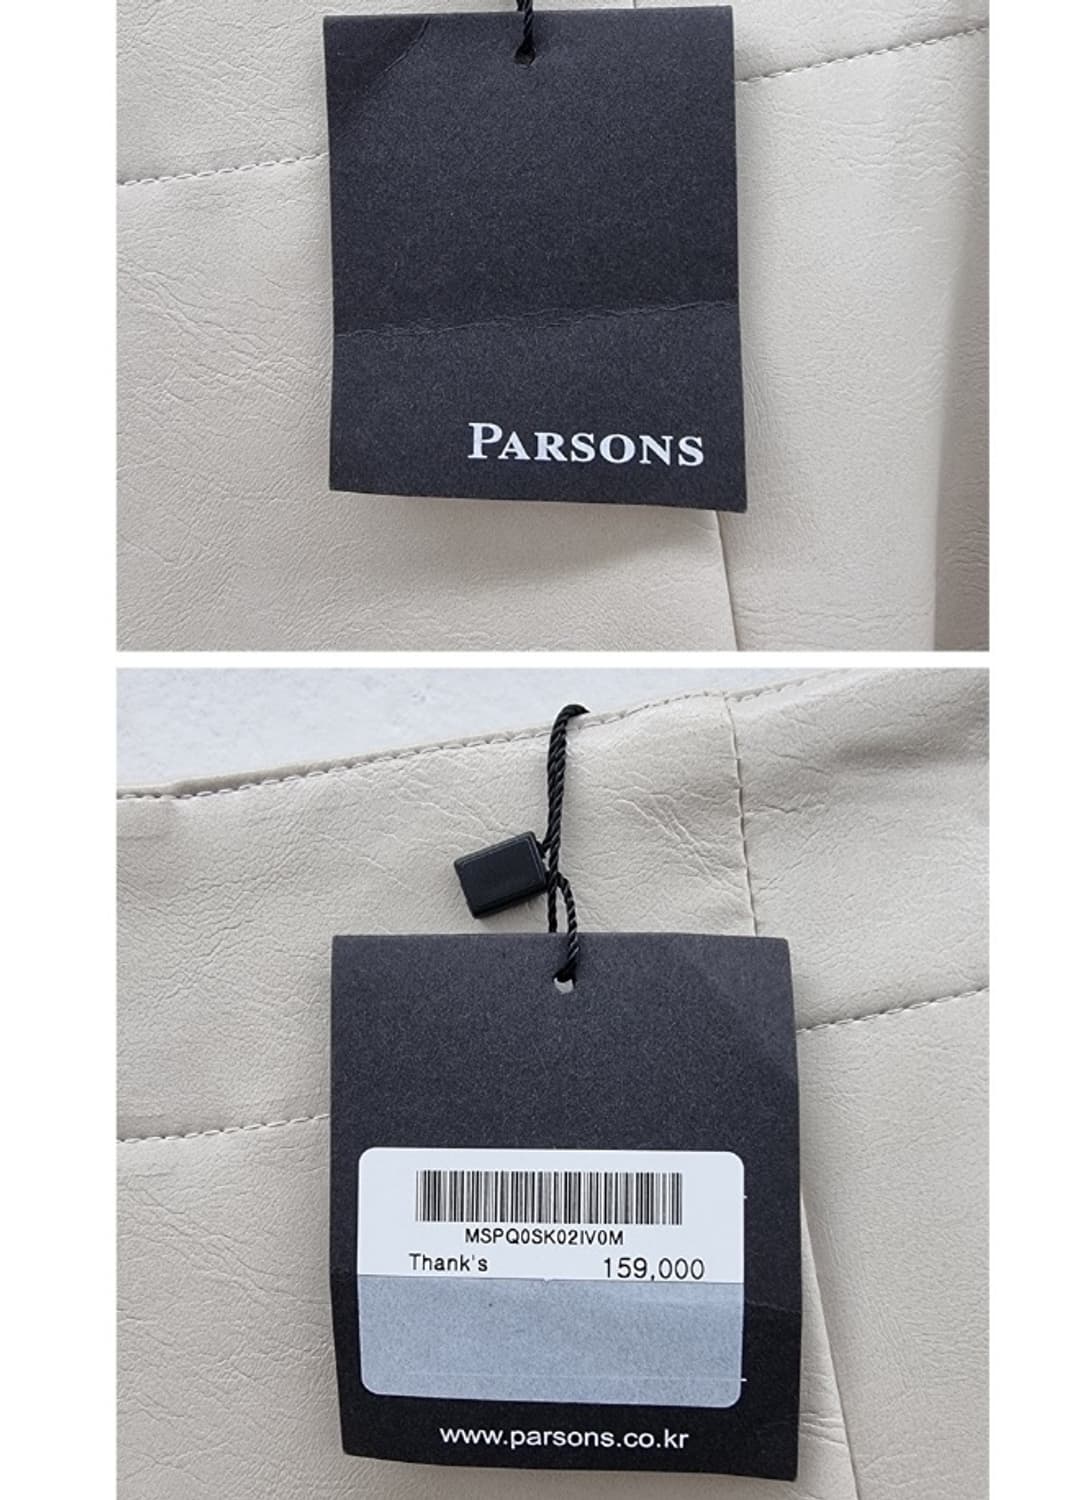 PARSONS
MSPQ0SK02IV0M
Thank's 159,000
www.parsons.co.kr